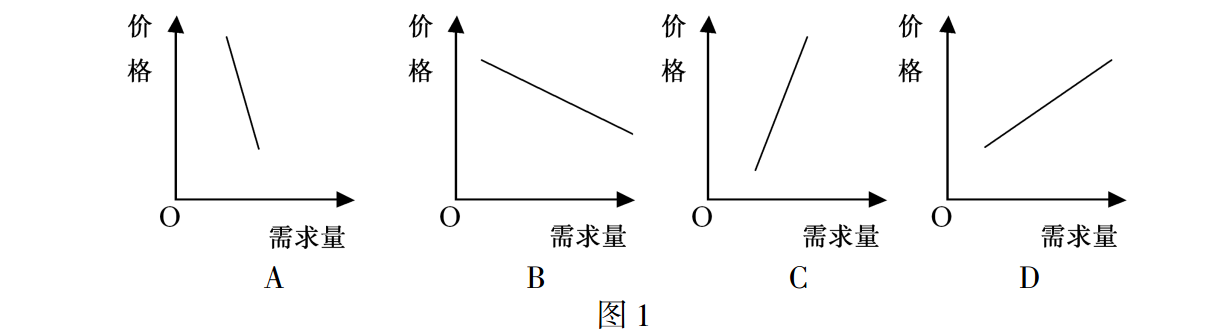 价 价 价 价
格 格 格 格
O O O O
需求量 需求量 需求量 需求量
A B C D
图 1